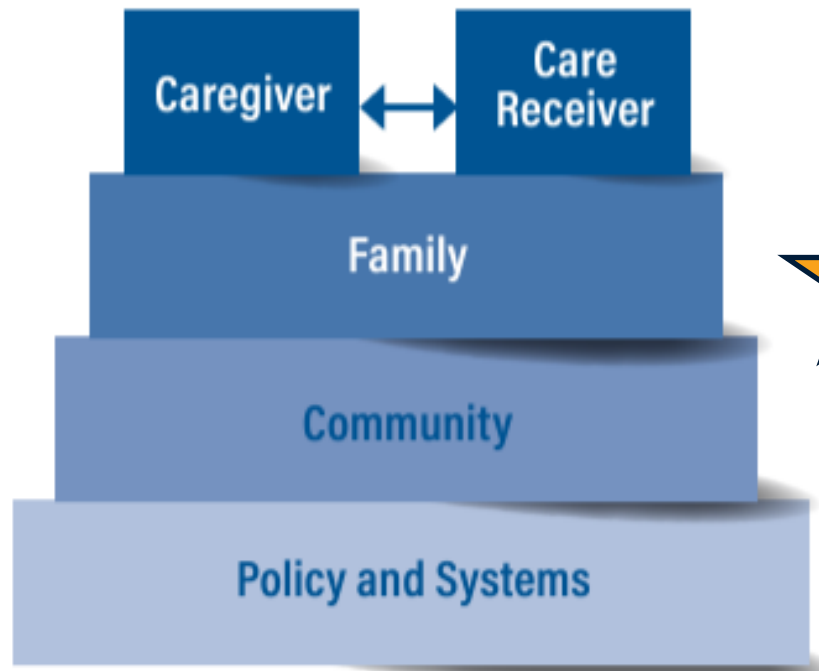 Caregiver
Care
Receiver
Family
Community
Policy and Systems